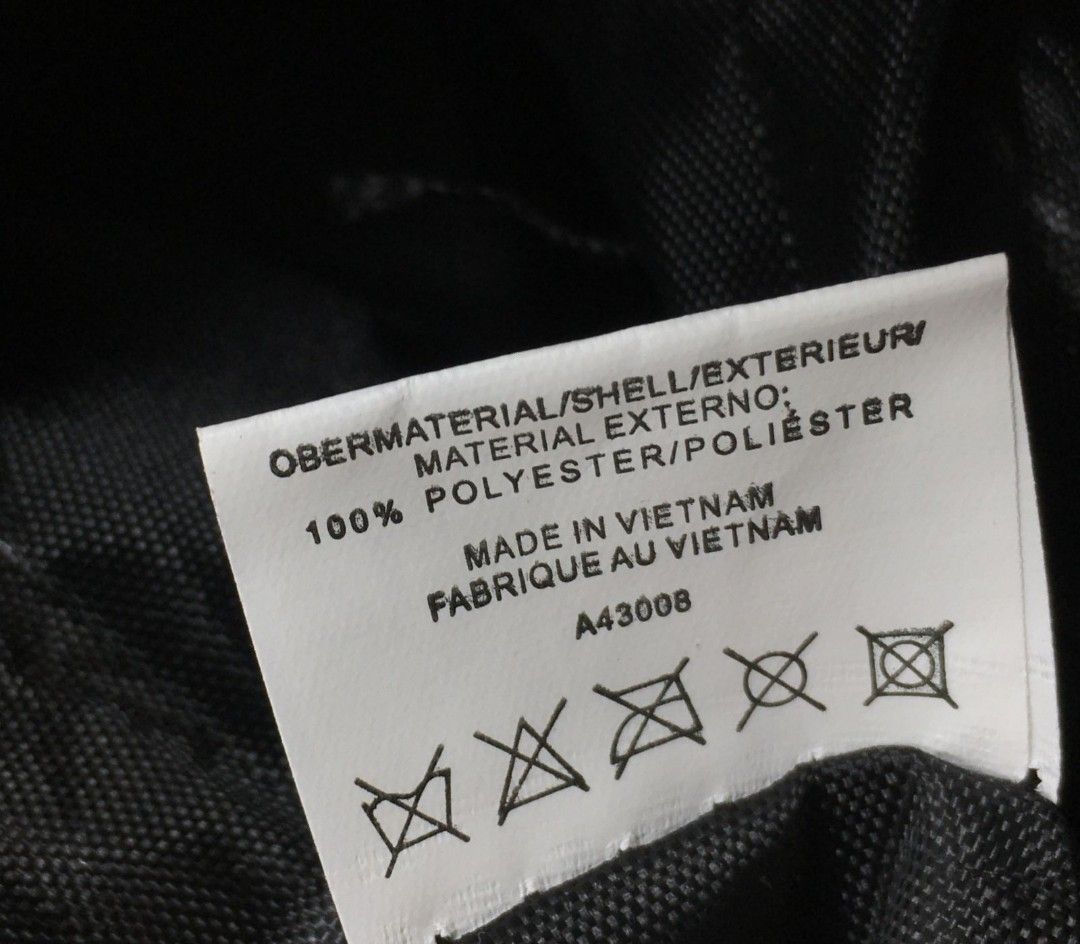 OBERMATERIAL/SHELL/EXTERIEUR/
MATERIAL EXTERNO:
100% POLYESTER/POLIÉSTER
MADE IN VIETNAM
FABRIQUE AU VIETNAM
A43008